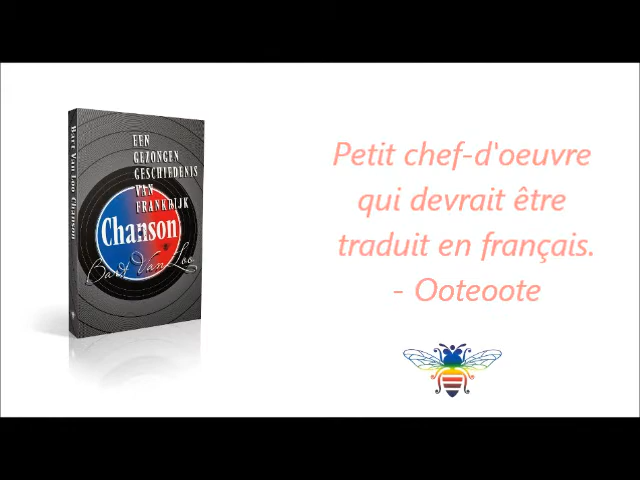 Bart Van Loo Chanson
EEN
GEZONGEN
GESCHIEDENIS
VAN
FRANKRIJK
Chanson
Bart Van Loo
Petit chef-d'oeuvre
qui devrait être
traduit en français.
- Ooteoote